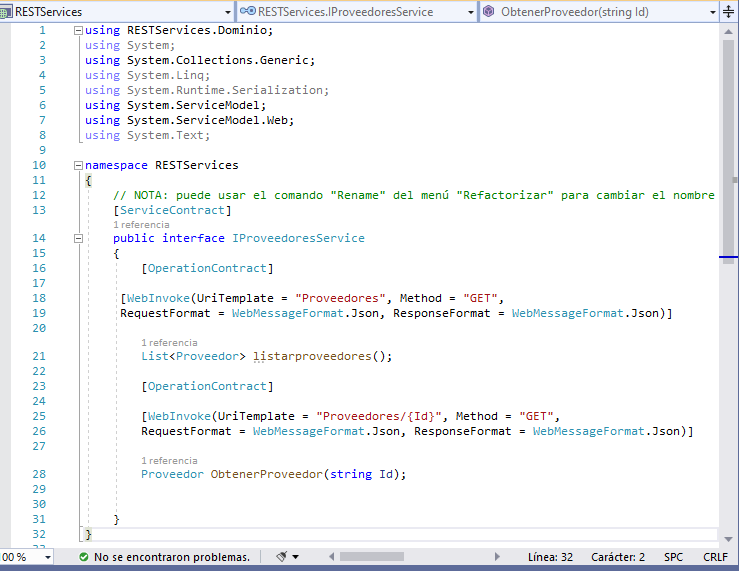 RESTServices RESTServices.IProveedoresService ObtenerProveedor(string Id)
1 using RESTServices.Dominio;
2 using System;
3 using System.Collections.Generic;
4 using System.Linq;
5 using System.Runtime.Serialization;
6 using System.ServiceModel;
7 using System.ServiceModel.Web;
8 using System.Text;
9
10 namespace RESTServices
11 {
12 // NOTA: puede usar el comando "Rename" del menú "Refactorizar" para cambiar el nombre
13 [ServiceContract]
1 referencia
14 public interface IProveedoresService
15 {
16 [OperationContract]
17
18 [WebInvoke(UriTemplate = "Proveedores", Method = "GET",
19 RequestFormat = WebMessageFormat.Json, ResponseFormat = WebMessageFormat.Json)]
20
1 referencia
21 List<Proveedor> listarproveedores();
22
23 [OperationContract]
24
25 [WebInvoke(UriTemplate = "Proveedores/{Id}", Method = "GET",
26 RequestFormat = WebMessageFormat.Json, ResponseFormat = WebMessageFormat.Json)]
27
1 referencia
28 Proveedor ObtenerProveedor(string Id);
29
30
31 }
32 }
00 % No se encontraron problemas. Línea: 32 Carácter: 2 SPC CRLF